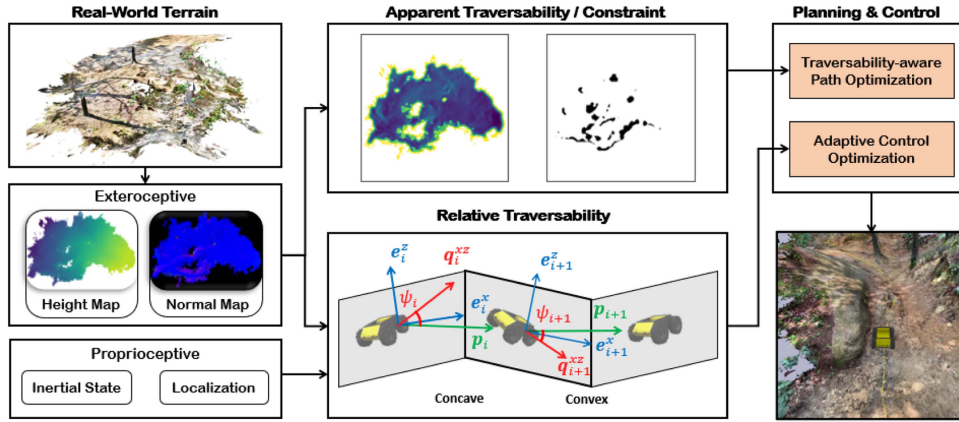 Real-World Terrain
Apparent Traversability / Constraint
Planning & Control
Traversability-aware
Path Optimization
Adaptive Control
Optimization
Exteroceptive
Height Map
Normal Map
Proprioceptive
Inertial State
Localization
Relative Traversability
e_i^z
q_i^{xz}
ψ_i
e_i^x
p_i
e_{i+1}^z
ψ_{i+1}
p_{i+1}
e_{i+1}^x
q_{i+1}^{xz}
Concave
Convex